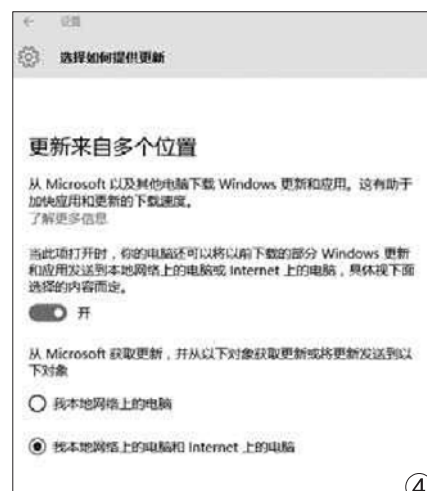 ← 设置
选择如何提供更新
更新来自多个位置
从 Microsoft 以及其他电脑下载 Windows 更新和应用。这有助于
加快应用和更新的下载速度。
了解更多信息
当此项打开时，你的电脑还可以将以前下载的部分 Windows 更新
和应用发送到本地网络上的电脑或 Internet 上的电脑，具体视下面
选择的内容而定。
开
从 Microsoft 获取更新，并从以下对象获取更新或将更新发送到以
下对象
我本地网络上的电脑
我本地网络上的电脑和 Internet 上的电脑
④